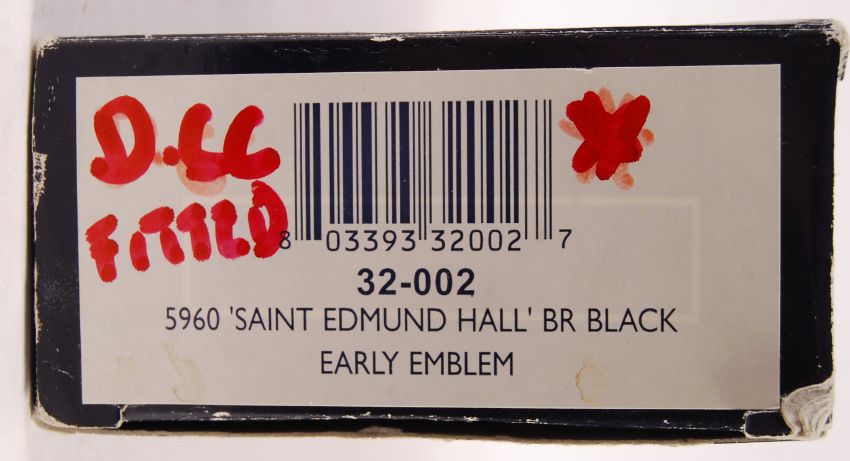 D.CC
FITTED
8 03393 32002 7
32-002
5960 'SAINT EDMUND HALL' BR BLACK
EARLY EMBLEM